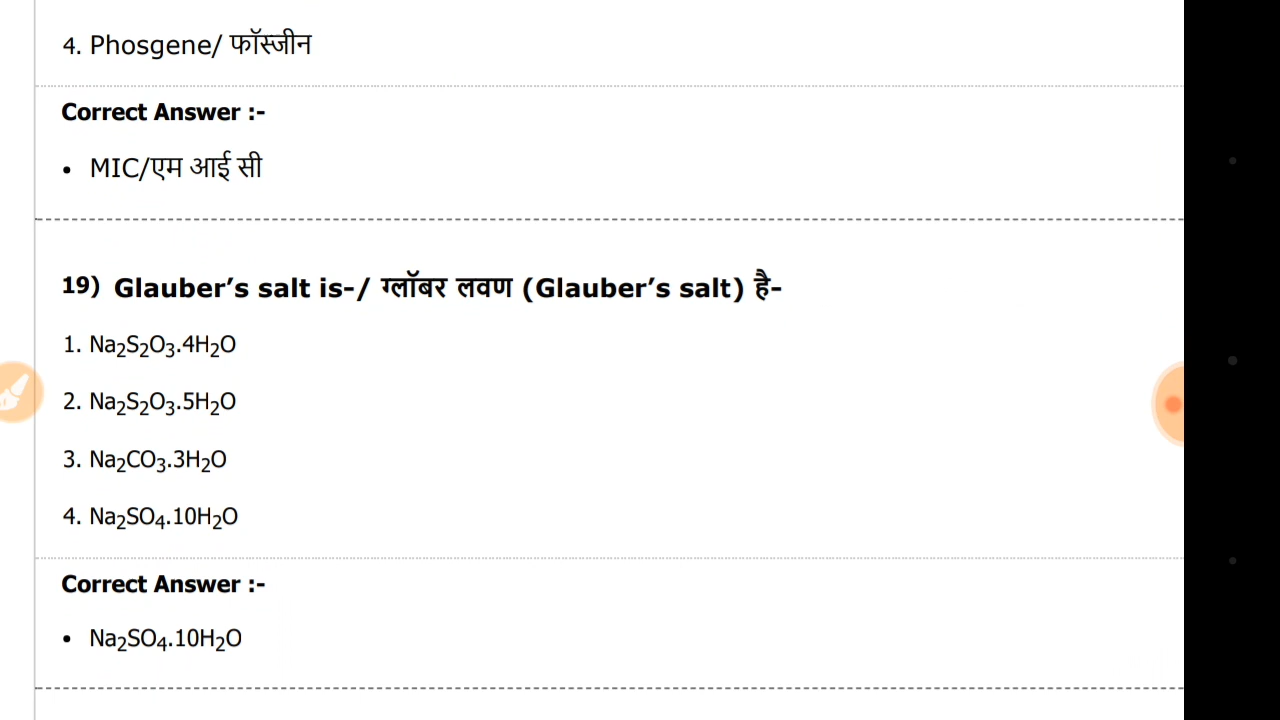 4. Phosgene/ फॉस्जीन
Correct Answer :-
• MIC/एम आई सी
19) Glauber’s salt is-/ ग्लॉबर लवण (Glauber’s salt) है-
1. Na₂S₂O₃.4H₂O
2. Na₂S₂O₃.5H₂O
3. Na₂CO₃.3H₂O
4. Na₂SO₄.10H₂O
Correct Answer :-
• Na₂SO₄.10H₂O